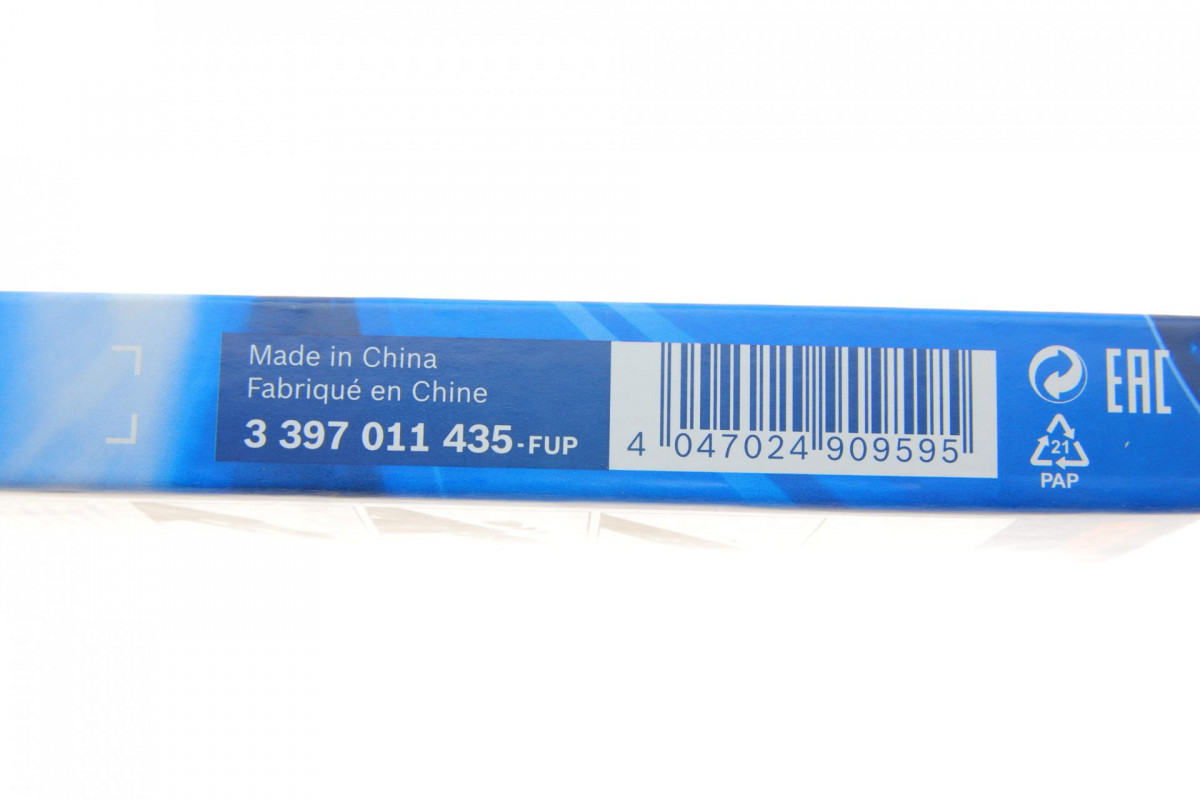 Made in China
Fabriqué en Chine
3 397 011 435-FUP
4 047024 909595
EAC
21
PAP